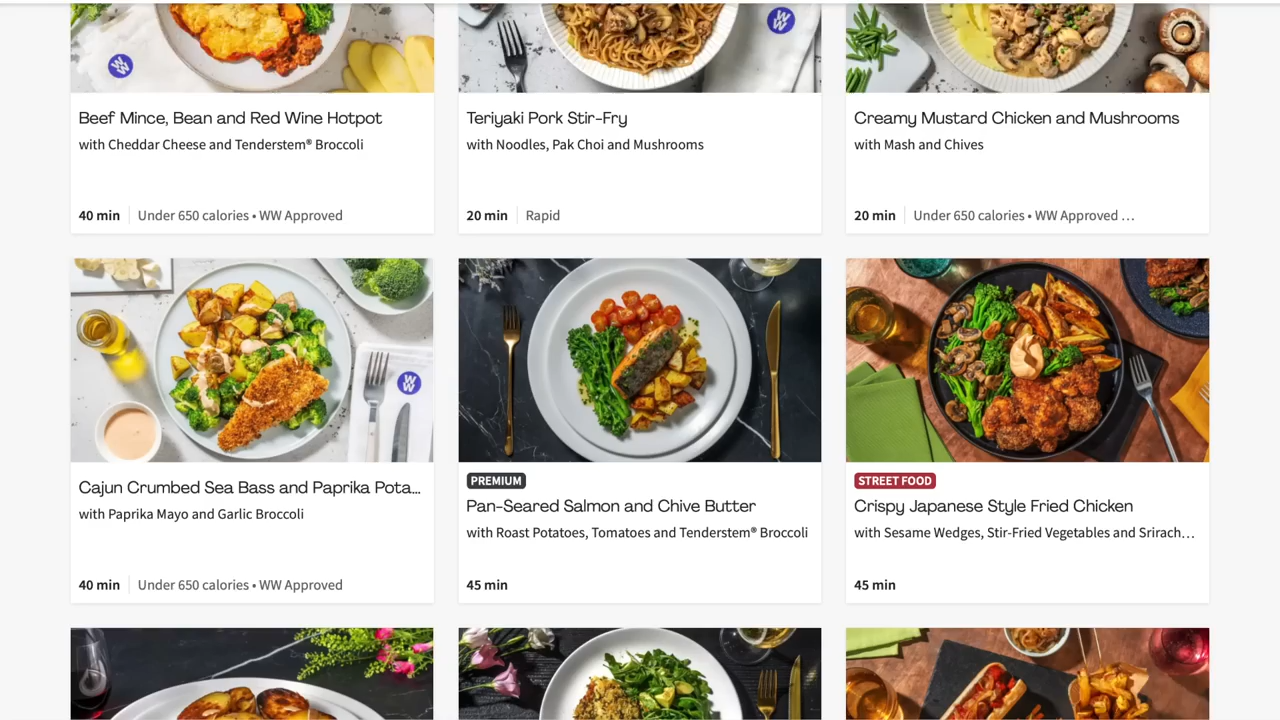 WW
WW
Beef Mince, Bean and Red Wine Hotpot
with Cheddar Cheese and Tenderstem® Broccoli
40 min
Under 650 calories • WW Approved
Teriyaki Pork Stir-Fry
with Noodles, Pak Choi and Mushrooms
20 min
Rapid
Creamy Mustard Chicken and Mushrooms
with Mash and Chives
20 min
Under 650 calories • WW Approved ...
WW
Cajun Crumbed Sea Bass and Paprika Pota...
with Paprika Mayo and Garlic Broccoli
40 min
Under 650 calories • WW Approved
PREMIUM
Pan-Seared Salmon and Chive Butter
with Roast Potatoes, Tomatoes and Tenderstem® Broccoli
45 min
STREET FOOD
Crispy Japanese Style Fried Chicken
with Sesame Wedges, Stir-Fried Vegetables and Srirach...
45 min